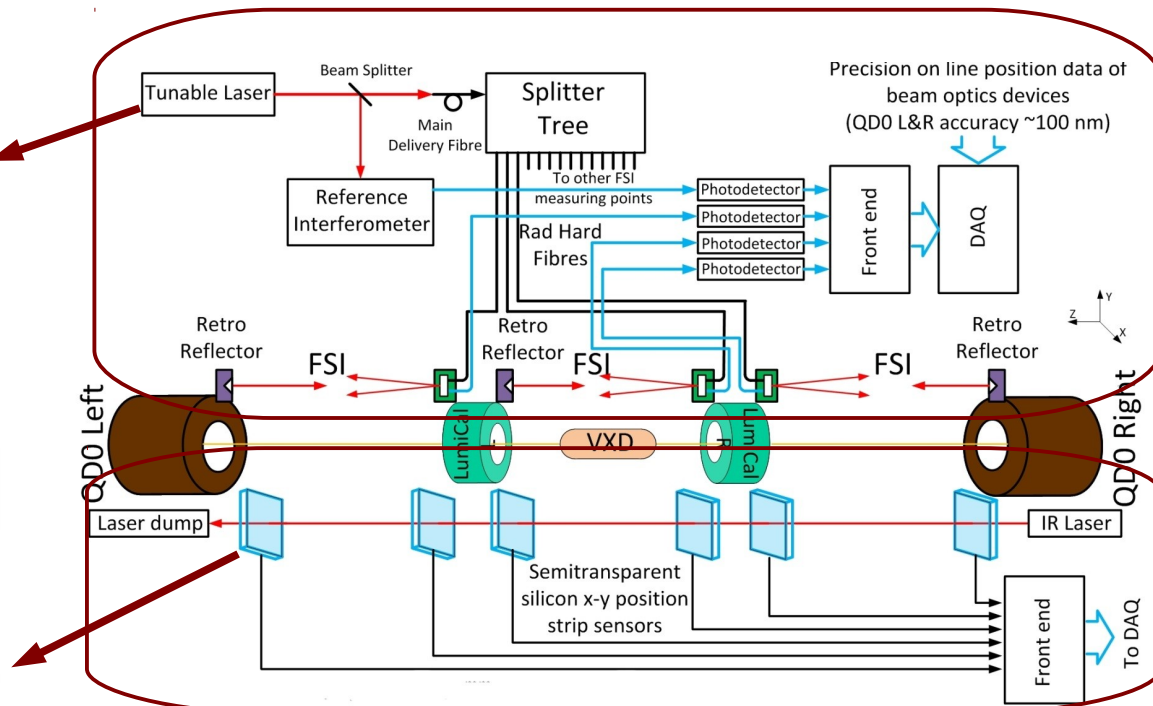 Tunable Laser
Beam Splitter
Main
Delivery Fibre
Splitter
Tree
To other FSI
measuring points
Reference
Interferometer
Rad Hard
Fibres
Photodetector
Photodetector
Photodetector
Photodetector
Front end
DAQ
Precision on line position data of
beam optics devices
(QD0 L&R accuracy ~100 nm)
Y
Z
X
Retro
Reflector
FSI
Retro
Reflector
FSI
FSI
Retro
Reflector
QD0 Left
LumiCal
L
VXD
R
LumiCal
QD0 Right
Laser dump
IR Laser
Semitransparent
silicon x-y position
strip sensors
Front end
To DAQ